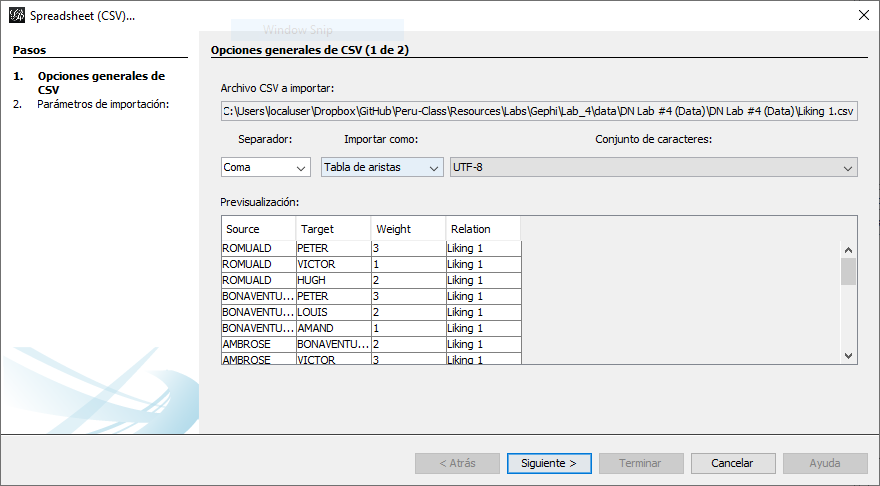 Spreadsheet (CSV)...
Window Snip
Pasos
1. Opciones generales de
CSV
2. Parámetros de importación:
Opciones generales de CSV (1 de 2)
Archivo CSV a importar:
C:\Users\localuser\Dropbox\GitHub\Peru-Class\Resources\Labs\Gephi\Lab_4\data\DN Lab #4 (Data)\DN Lab #4 (Data)\Liking 1.csv
Separador: Importar como: Conjunto de caracteres:
Coma Tabla de aristas UTF-8
Previsualización:
Source Target Weight Relation
ROMUALD PETER 3 Liking 1
ROMUALD VICTOR 1 Liking 1
ROMUALD HUGH 2 Liking 1
BONAVENTU... PETER 3 Liking 1
BONAVENTU... LOUIS 2 Liking 1
BONAVENTU... AMAND 1 Liking 1
AMBROSE BONAVENTU... 2 Liking 1
AMBROSE VICTOR 3 Liking 1
< Atrás Siguiente > Terminar Cancelar Ayuda